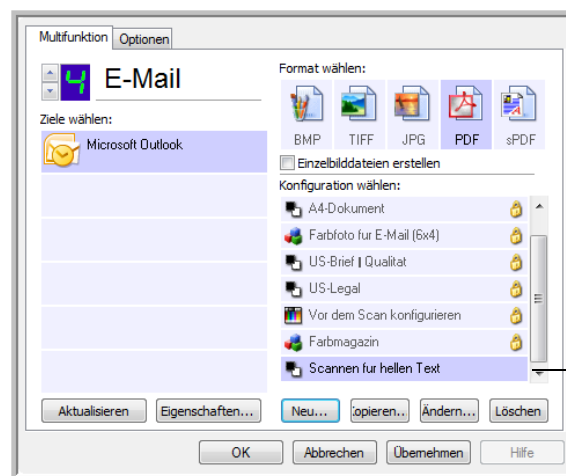 Multifunktion Optionen
4 E-Mail
Ziele wählen:
Microsoft Outlook
Format wählen:
BMP TIFF JPG PDF sPDF
Einzelbilddateien erstellen
Konfiguration wählen:
A4-Dokument
Farbfoto fur E-Mail (6x4)
US-Brief | Qualitat
US-Legal
Vor dem Scan konfigurieren
Farbmagazin
Scannen fur hellen Text
Aktualisieren Eigenschaften... Neu... :opieren.. Ändern... Löschen
OK Abbrechen Übernehmen Hilfe